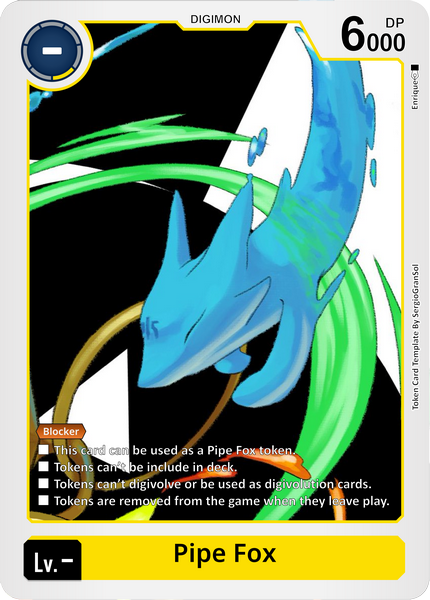 DIGIMON
-
6000
DP
Enrique
Token Card Template By SergioGranSol
Blocker
This card can be used as a Pipe Fox token.
Tokens can't be include in deck.
Tokens can't digivolve or be used as digivolution cards.
Tokens are removed from the game when they leave play.
Lv.-
Pipe Fox